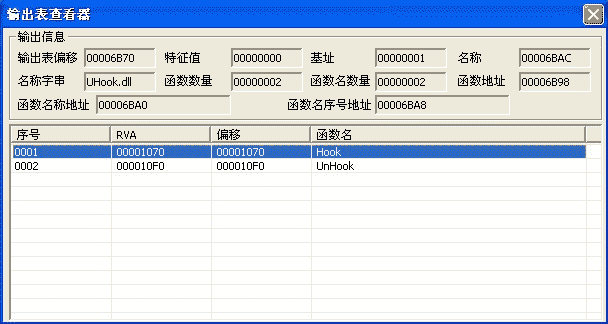 输出表查看器
输出信息
输出表偏移 00006B70 特征值 00000000 基址 00000001 名称 00006BAC
名称字串 UHook.dll 函数数量 00000002 函数名数量 00000002 函数地址 00006B98
函数名称地址 00006BA0 函数名序号地址 00006BA8
序号 RVA 偏移 函数名
0001 00001070 00001070 Hook
0002 000010F0 000010F0 UnHook